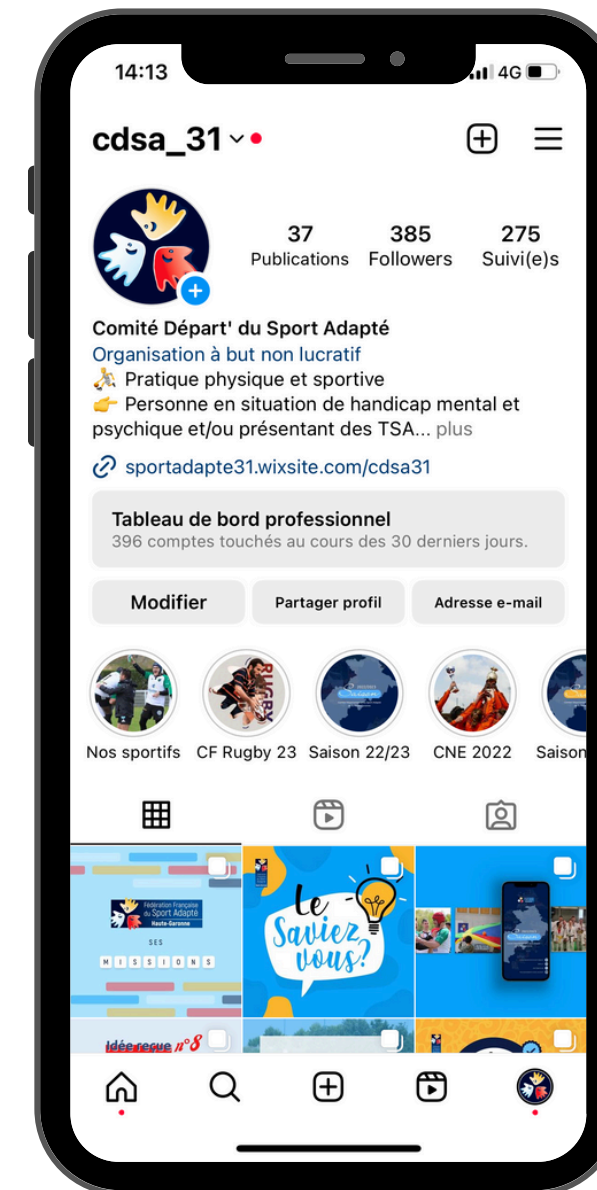 14:13
4G
cdsa_31
37
385
275
Publications
Followers
Suivi(e)s
Comité Départ' du Sport Adapté
Organisation à but non lucratif
Pratique physique et sportive
Personne en situation de handicap mental et
psychique et/ou présentant des TSA... plus
sportadapte31.wixsite.com/cdsa31
Tableau de bord professionnel
396 comptes touchés au cours des 30 derniers jours.
Modifier
Partager profil
Adresse e-mail
RUGBY
Saison
Nos sportifs
CF Rugby 23
Saison 22/23
CNE 2022
Saison
Fédération Française
du Sport Adapté
Haute-Garonne
SES
MISSIONS
Le
Saviez
vous?
Idée reçue n°8